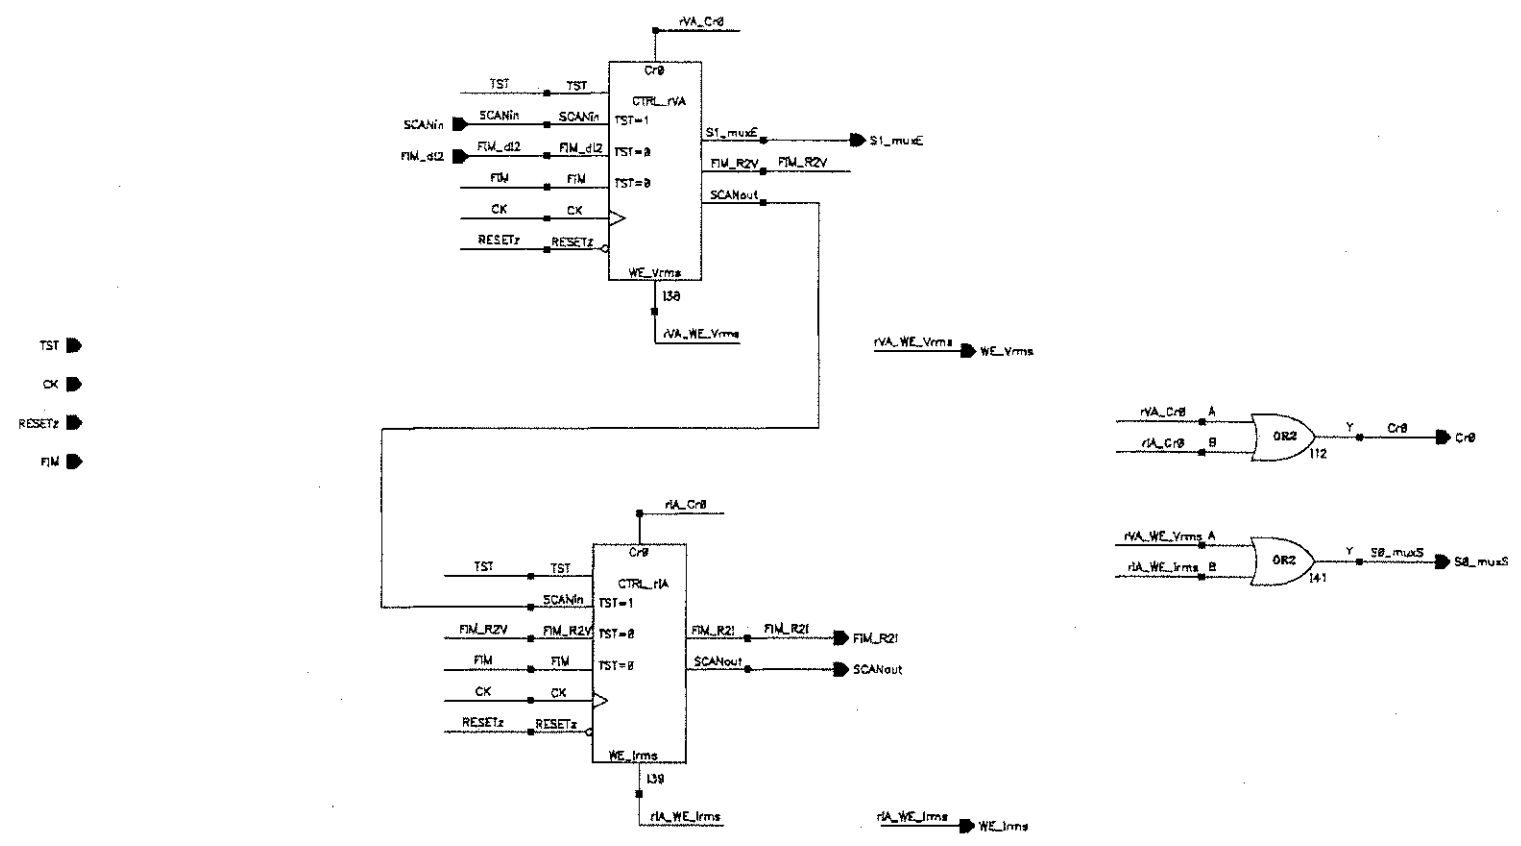 rVA_Cr0
Cr0
TST TST
CTRL_rVA
SCANin SCANin SCANin TST=1
S1_muxE S1_muxE
FIM_dl2 FIM_dl2 FIM_dl2 TST=0
FIM_R2V FIM_R2V
FIM FIM TST=0
SCANout
CK CK
RESETz RESETz
WE_Vrms
I38
rVA_WE_Vrms
rVA_WE_Vrms WE_Vrms
TST
CK
RESETz
FIM
rVA_Cr0 A
OR2 Y Cr0 Cr0
rIA_Cr0 B
I12
rIA_Cr0
Cr0
rVA_WE_Vrms A
OR2 Y S0_muxS S0_muxS
rIA_WE_Irms B
I41
TST TST
CTRL_rIA
SCANin TST=1
FIM_R2V FIM_R2V TST=0
FIM_R2I FIM_R2I FIM_R2I
FIM FIM TST=0
SCANout SCANout
CK CK
RESETz RESETz
WE_Irms
I39
rIA_WE_Irms
rIA_WE_Irms WE_Irms